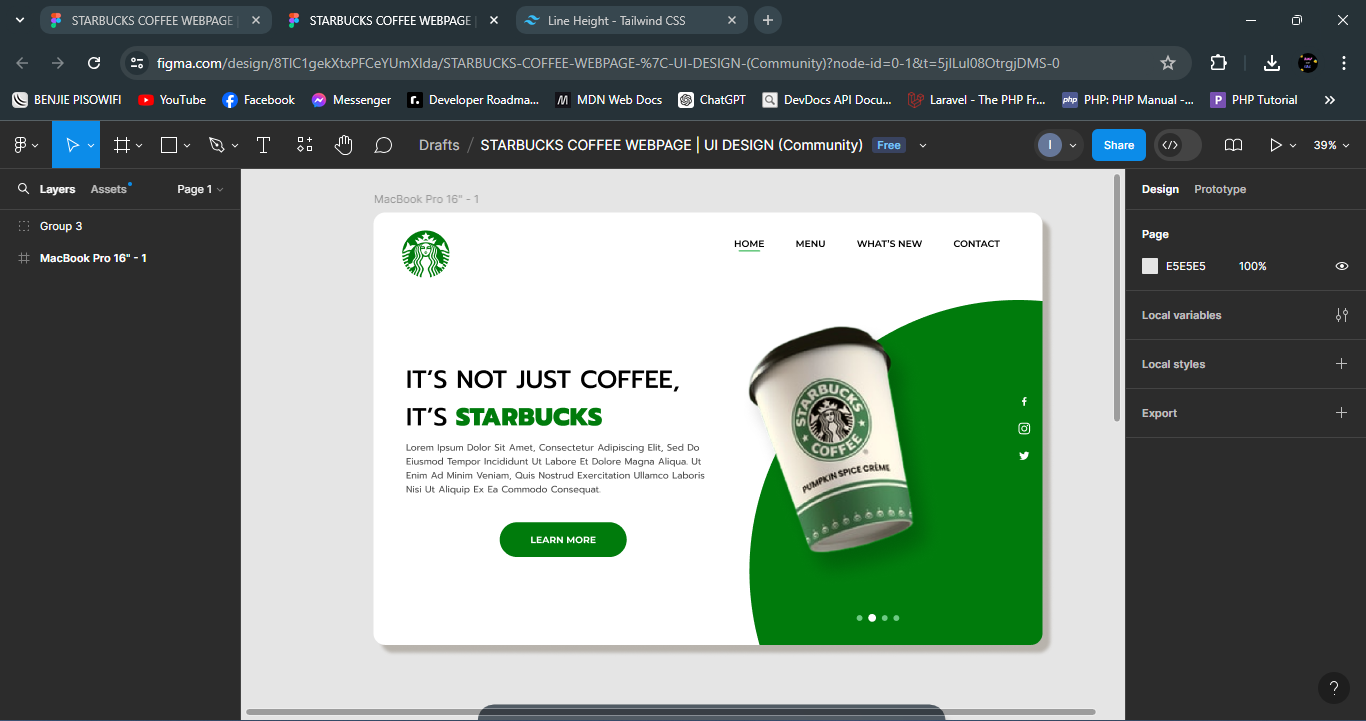 STARBUCKS COFFEE WEBPAGE |
STARBUCKS COFFEE WEBPAGE |
Line Height - Tailwind CSS
figma.com/design/8TIC1gekXtxPFCeYUmXIda/STARBUCKS-COFFEE-WEBPAGE-%7C-UI-DESIGN-(Community)?node-id=0-1&t=5jlLul08OtrgjDMS-0
BENJIE PISOWIFI
YouTube
Facebook
Messenger
Developer Roadma...
MDN Web Docs
ChatGPT
DevDocs API Docu...
Laravel - The PHP Fr...
php
PHP: PHP Manual -...
P
PHP Tutorial
Drafts / STARBUCKS COFFEE WEBPAGE | UI DESIGN (Community)
Free
I
Share
39%
Layers
Assets
Page 1
Group 3
MacBook Pro 16" - 1
MacBook Pro 16" - 1
HOME
MENU
WHAT'S NEW
CONTACT
IT'S NOT JUST COFFEE,
IT'S STARBUCKS
Lorem Ipsum Dolor Sit Amet, Consectetur Adipiscing Elit, Sed Do
Eiusmod Tempor Incididunt Ut Labore Et Dolore Magna Aliqua. Ut
Enim Ad Minim Veniam, Quis Nostrud Exercitation Ullamco Laboris
Nisi Ut Aliquip Ex Ea Commodo Consequat.
LEARN MORE
STARBUCKS
COFFEE
PUMPKIN SPICE CRÈME
Design
Prototype
Page
E5E5E5
100%
Local variables
Local styles
Export
?